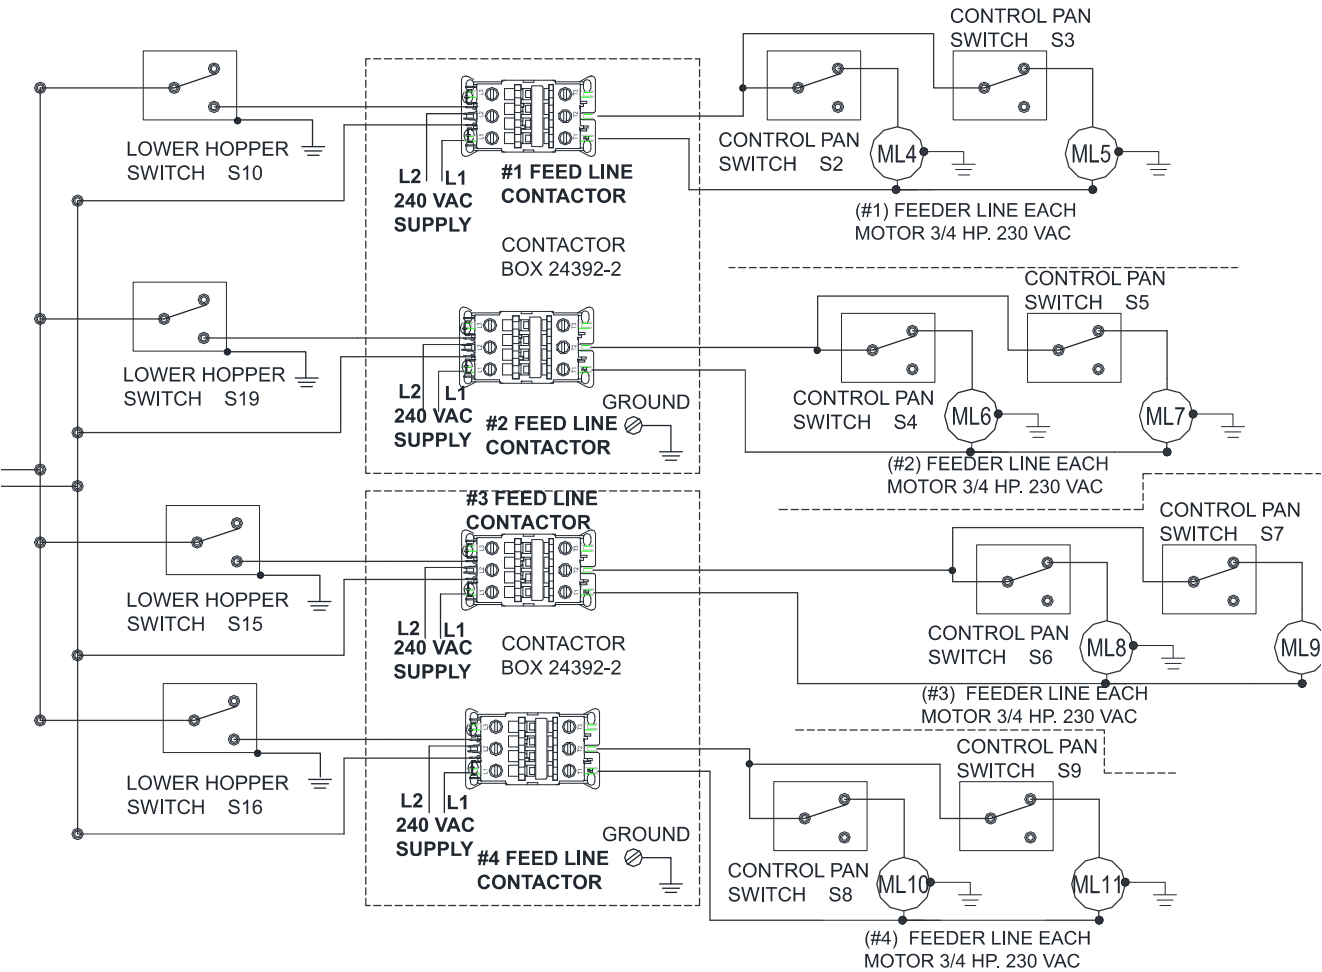 CONTROL PAN
SWITCH S3
LOWER HOPPER
SWITCH S10
L2 L1
240 VAC
SUPPLY
#1 FEED LINE
CONTACTOR
CONTROL PAN
SWITCH S2
ML4
ML5
(#1) FEEDER LINE EACH
MOTOR 3/4 HP. 230 VAC
CONTACTOR
BOX 24392-2
CONTROL PAN
SWITCH S5
LOWER HOPPER
SWITCH S19
L2 L1
240 VAC
SUPPLY
#2 FEED LINE
CONTACTOR
GROUND
CONTROL PAN
SWITCH S4
ML6
ML7
(#2) FEEDER LINE EACH
MOTOR 3/4 HP. 230 VAC
#3 FEED LINE
CONTACTOR
CONTROL PAN
SWITCH S7
LOWER HOPPER
SWITCH S15
L2 L1
240 VAC
SUPPLY
CONTACTOR
BOX 24392-2
CONTROL PAN
SWITCH S6
ML8
ML9
(#3) FEEDER LINE EACH
MOTOR 3/4 HP. 230 VAC
CONTROL PAN
SWITCH S9
LOWER HOPPER
SWITCH S16
L2 L1
240 VAC
SUPPLY
#4 FEED LINE
CONTACTOR
GROUND
CONTROL PAN
SWITCH S8
ML10
ML11
(#4) FEEDER LINE EACH
MOTOR 3/4 HP. 230 VAC